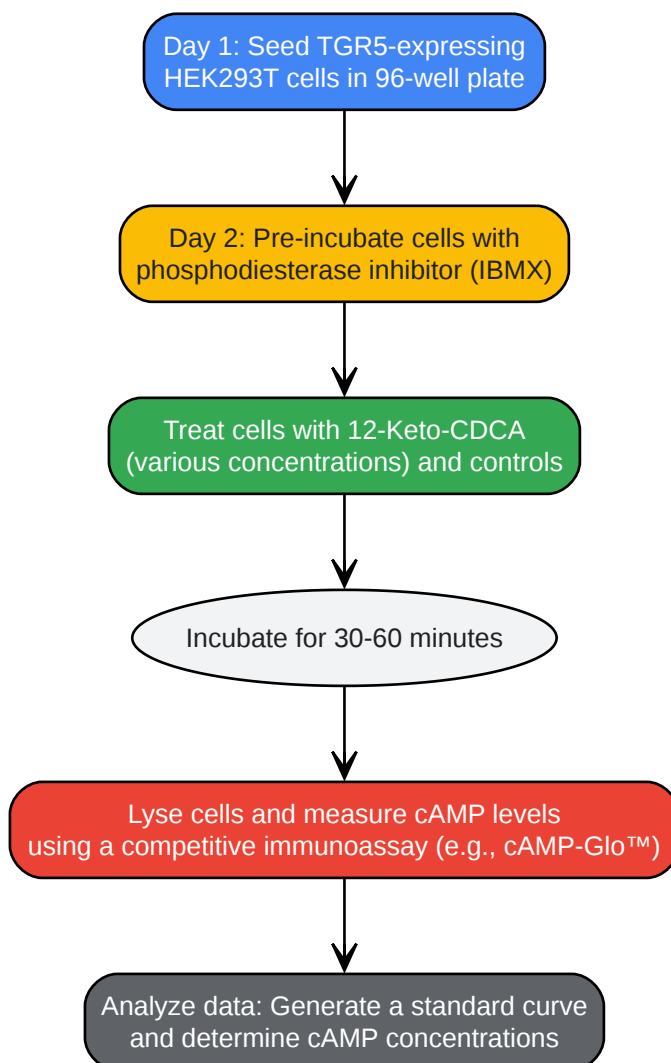 Day 1: Seed TGR5-expressing
HEK293T cells in 96-well plate
Day 2: Pre-incubate cells with
phosphodiesterase inhibitor (IBMX)
Treat cells with 12-Keto-CDCA
(various concentrations) and controls
Incubate for 30-60 minutes
Lyse cells and measure cAMP levels
using a competitive immunoassay (e.g., cAMP-Glo™)
Analyze data: Generate a standard curve
and determine cAMP concentrations